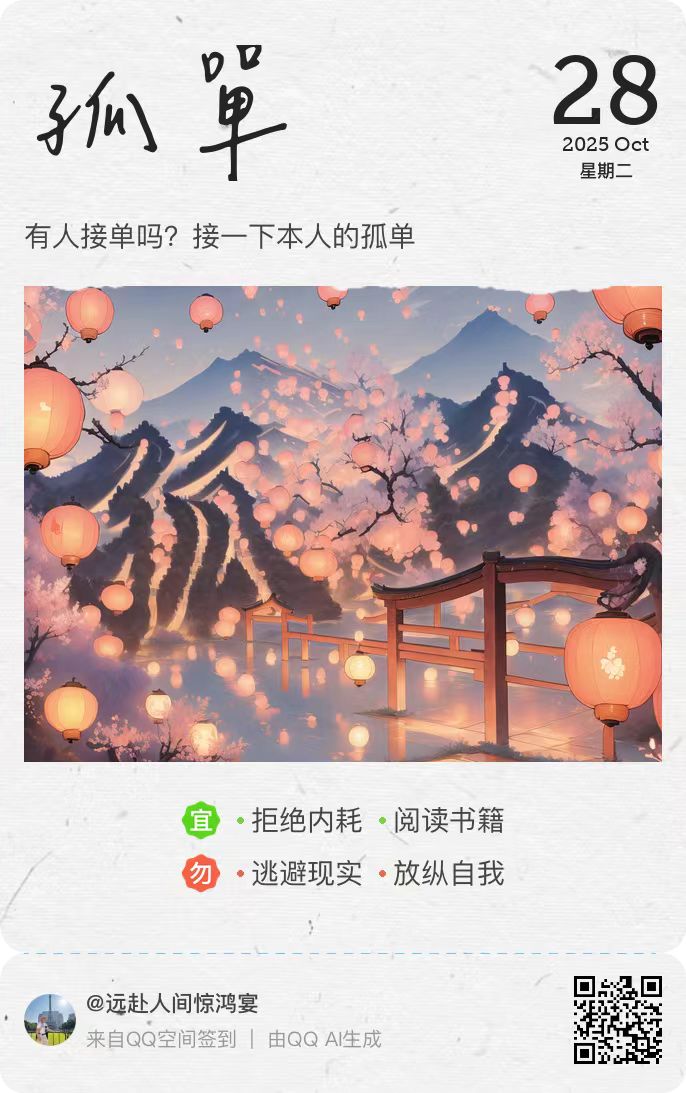 孤單
28
2025 Oct
星期二
有人接单吗？接一下本人的孤单
宜 • 拒绝内耗 • 阅读书籍
勿 • 逃避现实 • 放纵自我
@远赴人间惊鸿宴
来自QQ空间签到 | 由QQ AI生成